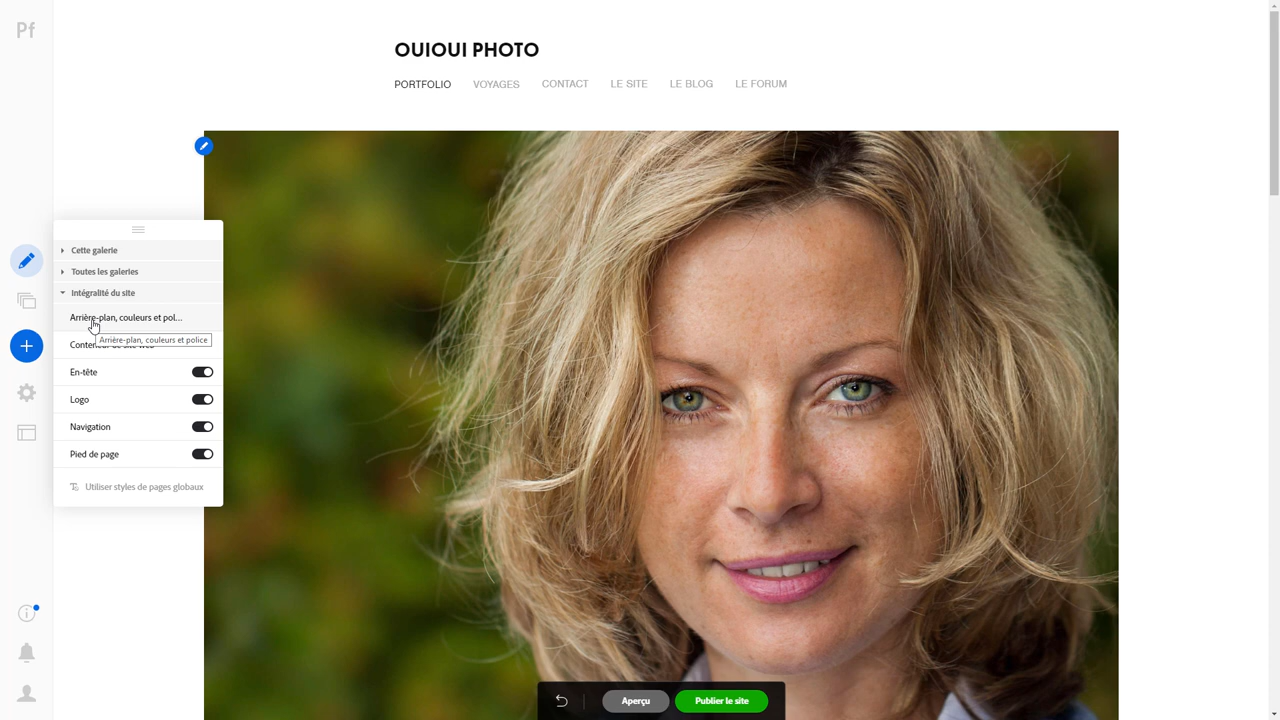 Pf
OUIOUI PHOTO
PORTFOLIO VOYAGES CONTACT LE SITE LE BLOG LE FORUM
Cette galerie
Toutes les galeries
Intégralité du site
Arrière-plan, couleurs et pol...
Arrière-plan, couleurs et police
En-tête
Logo
Navigation
Pied de page
Utiliser styles de pages globaux
Aperçu Publier le site